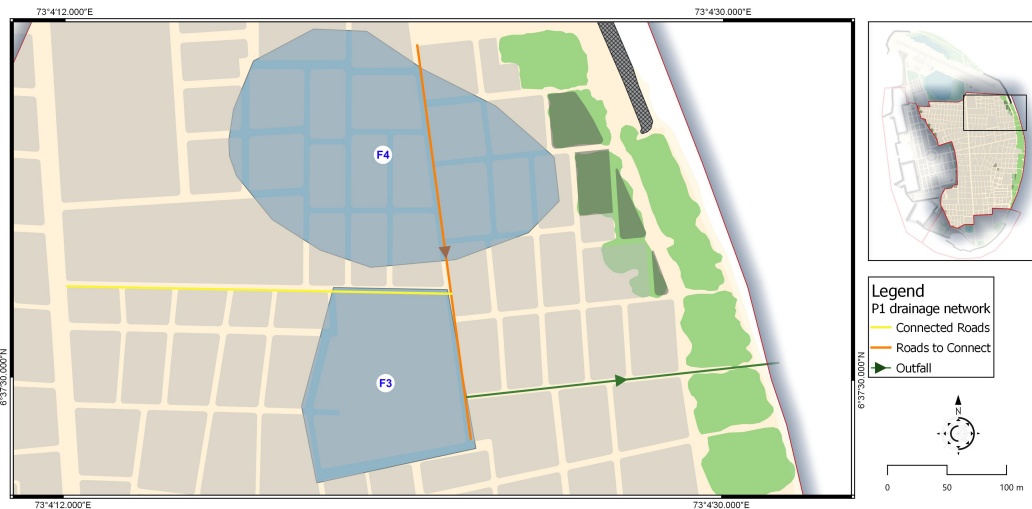 73°4'12.000"E
73°4'30.000"E
F4
F3
6°37'30.000"N
6°37'30.000"N
73°4'12.000"E
73°4'30.000"E
Legend
P1 drainage network
Connected Roads
Roads to Connect
Outfall
N
0 50 100 m